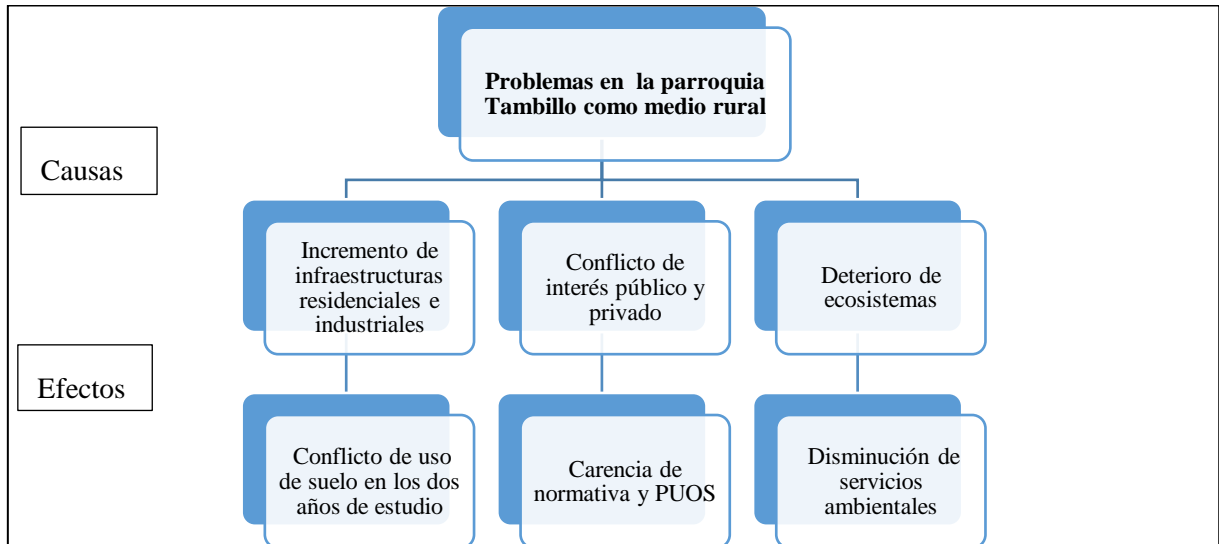 Problemas en la parroquia
Tambillo como medio rural
Causas
Incremento de
infraestructuras
residenciales e
industriales
Conflicto de
interés público y
privado
Deterioro de
ecosistemas
Efectos
Conflicto de uso
de suelo en los dos
años de estudio
Carencia de
normativa y PUOS
Disminución de
servicios
ambientales